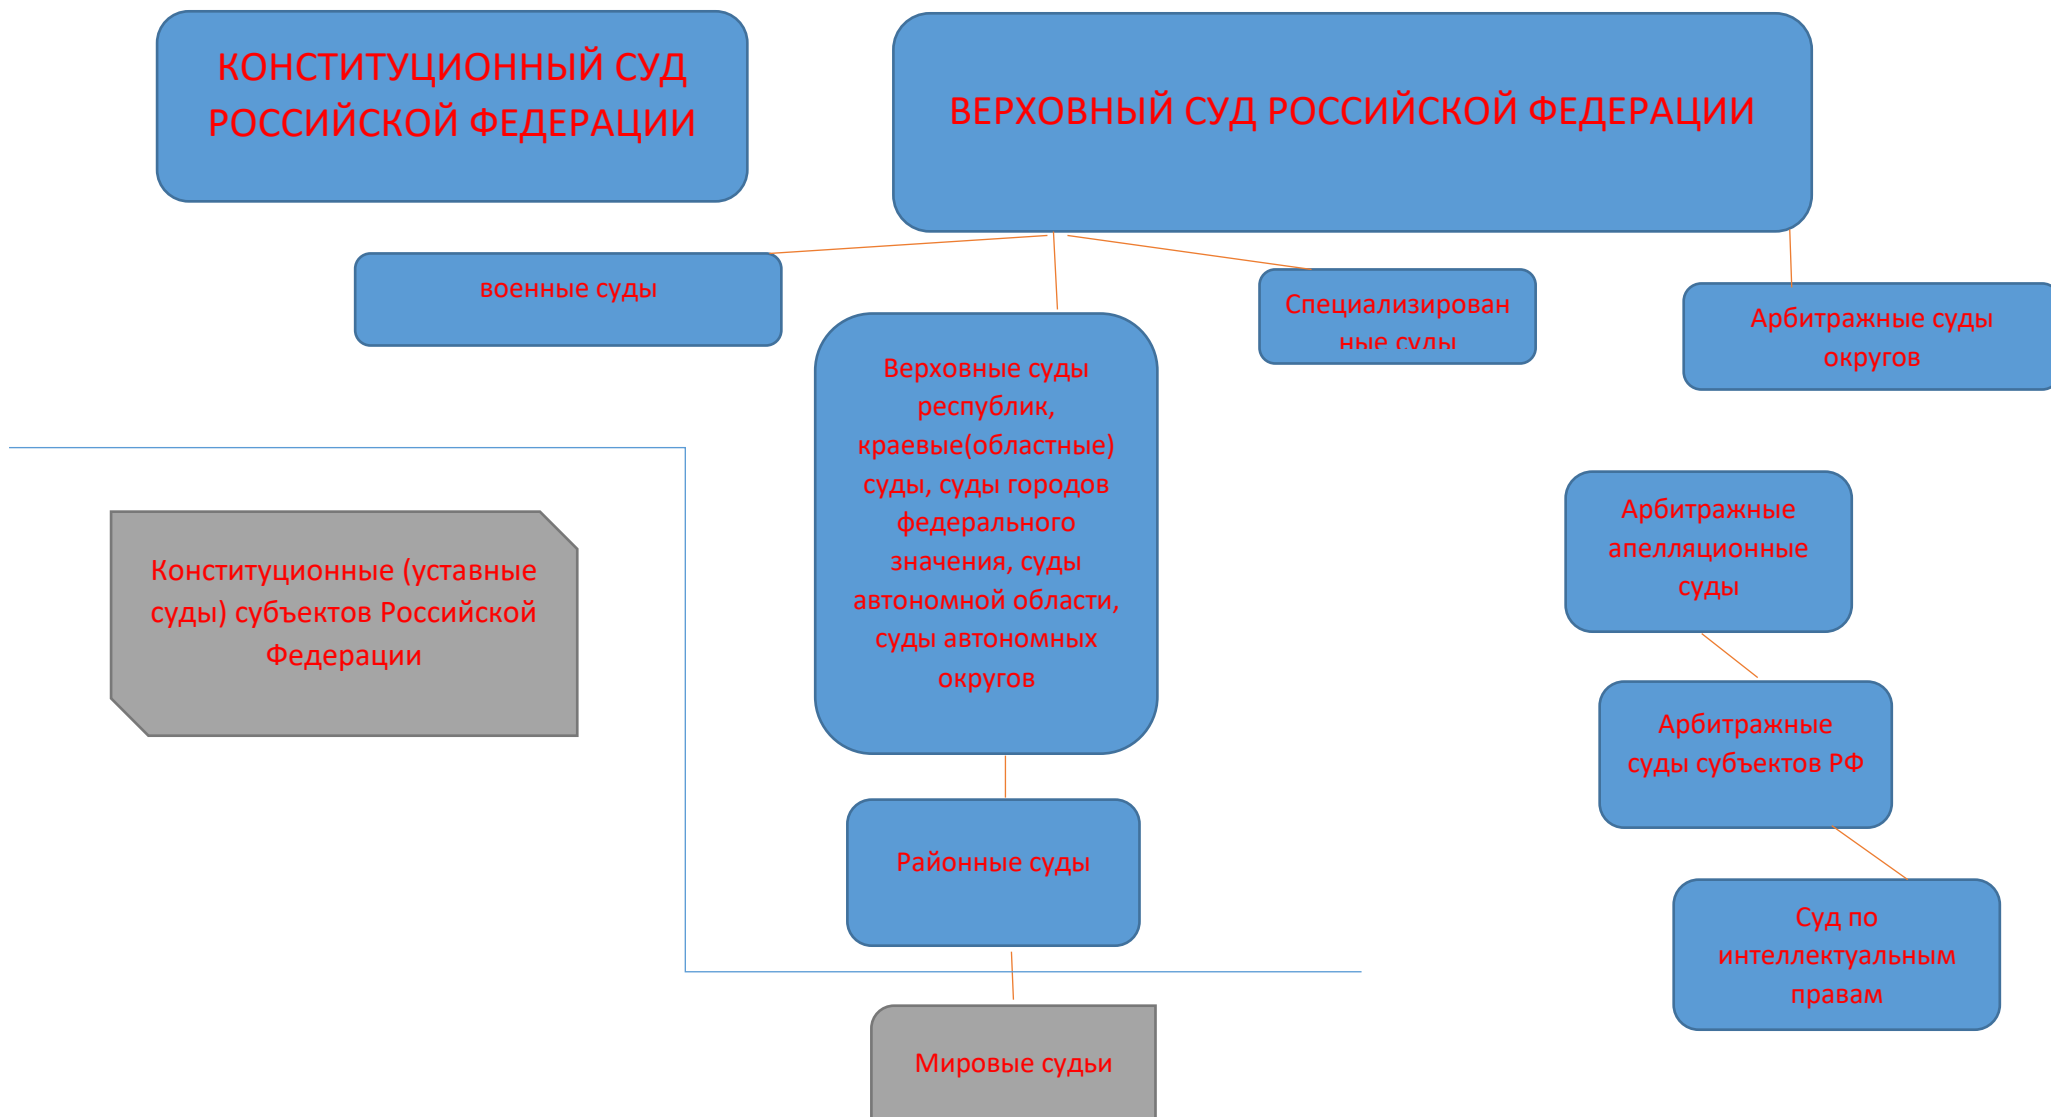 КОНСТИТУЦИОННЫЙ СУД
РОССИЙСКОЙ ФЕДЕРАЦИИ
ВЕРХОВНЫЙ СУД РОССИЙСКОЙ ФЕДЕРАЦИИ
военные суды
Специализирован
ные суды
Арбитражные суды
округов
Верховные суды
республик,
краевые(областные)
суды, суды городов
федерального
значения, суды
автономной области,
суды автономных
округов
Арбитражные
апелляционные
суды
Конституционные (уставные
суды) субъектов Российской
Федерации
Арбитражные
суды субъектов РФ
Районные суды
Суд по
интеллектуальным
правам
Мировые судьи